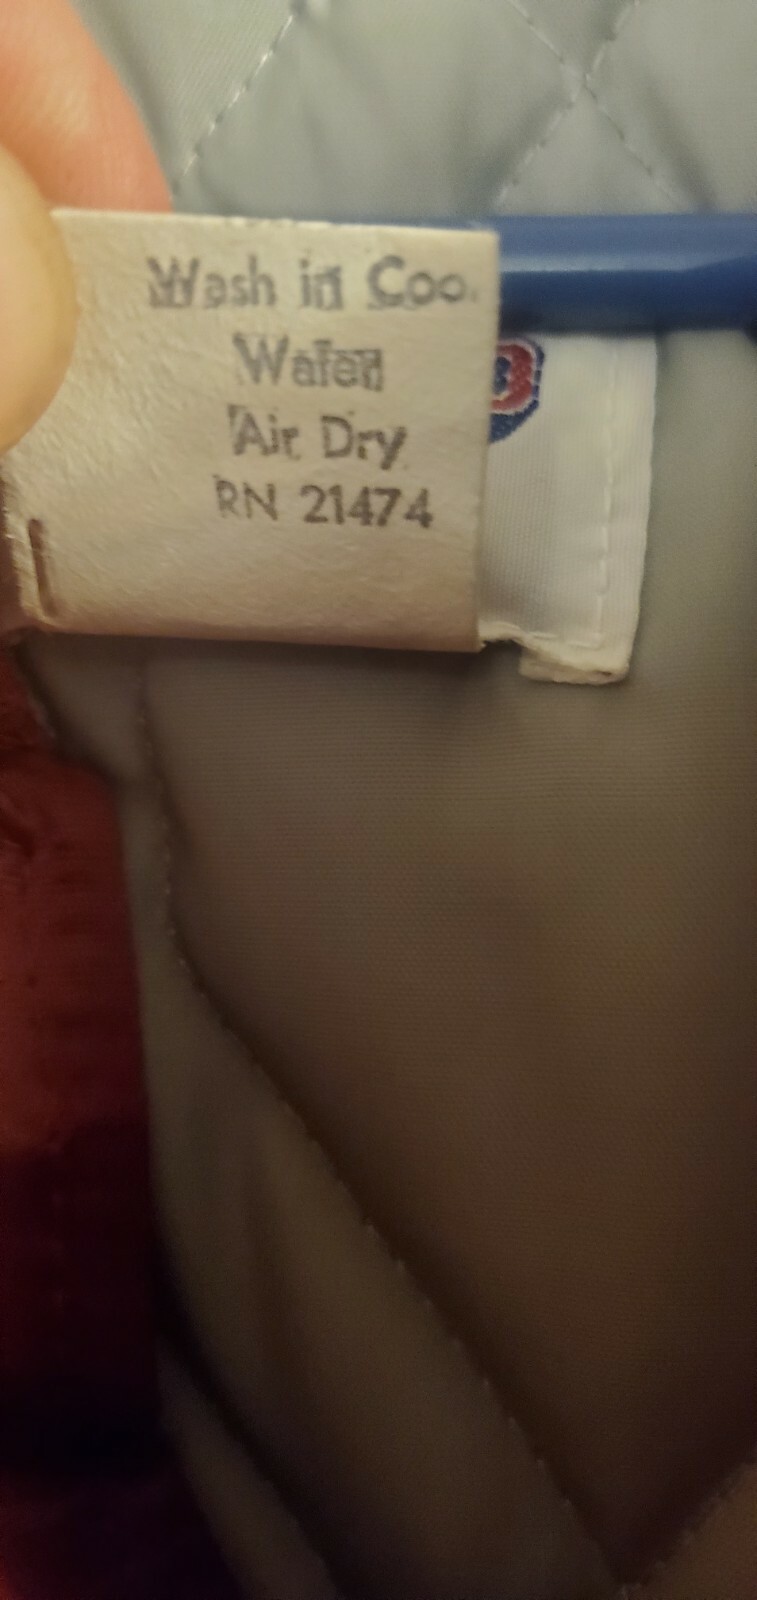 Wash in Coo
Water
Air Dry
RN 21474